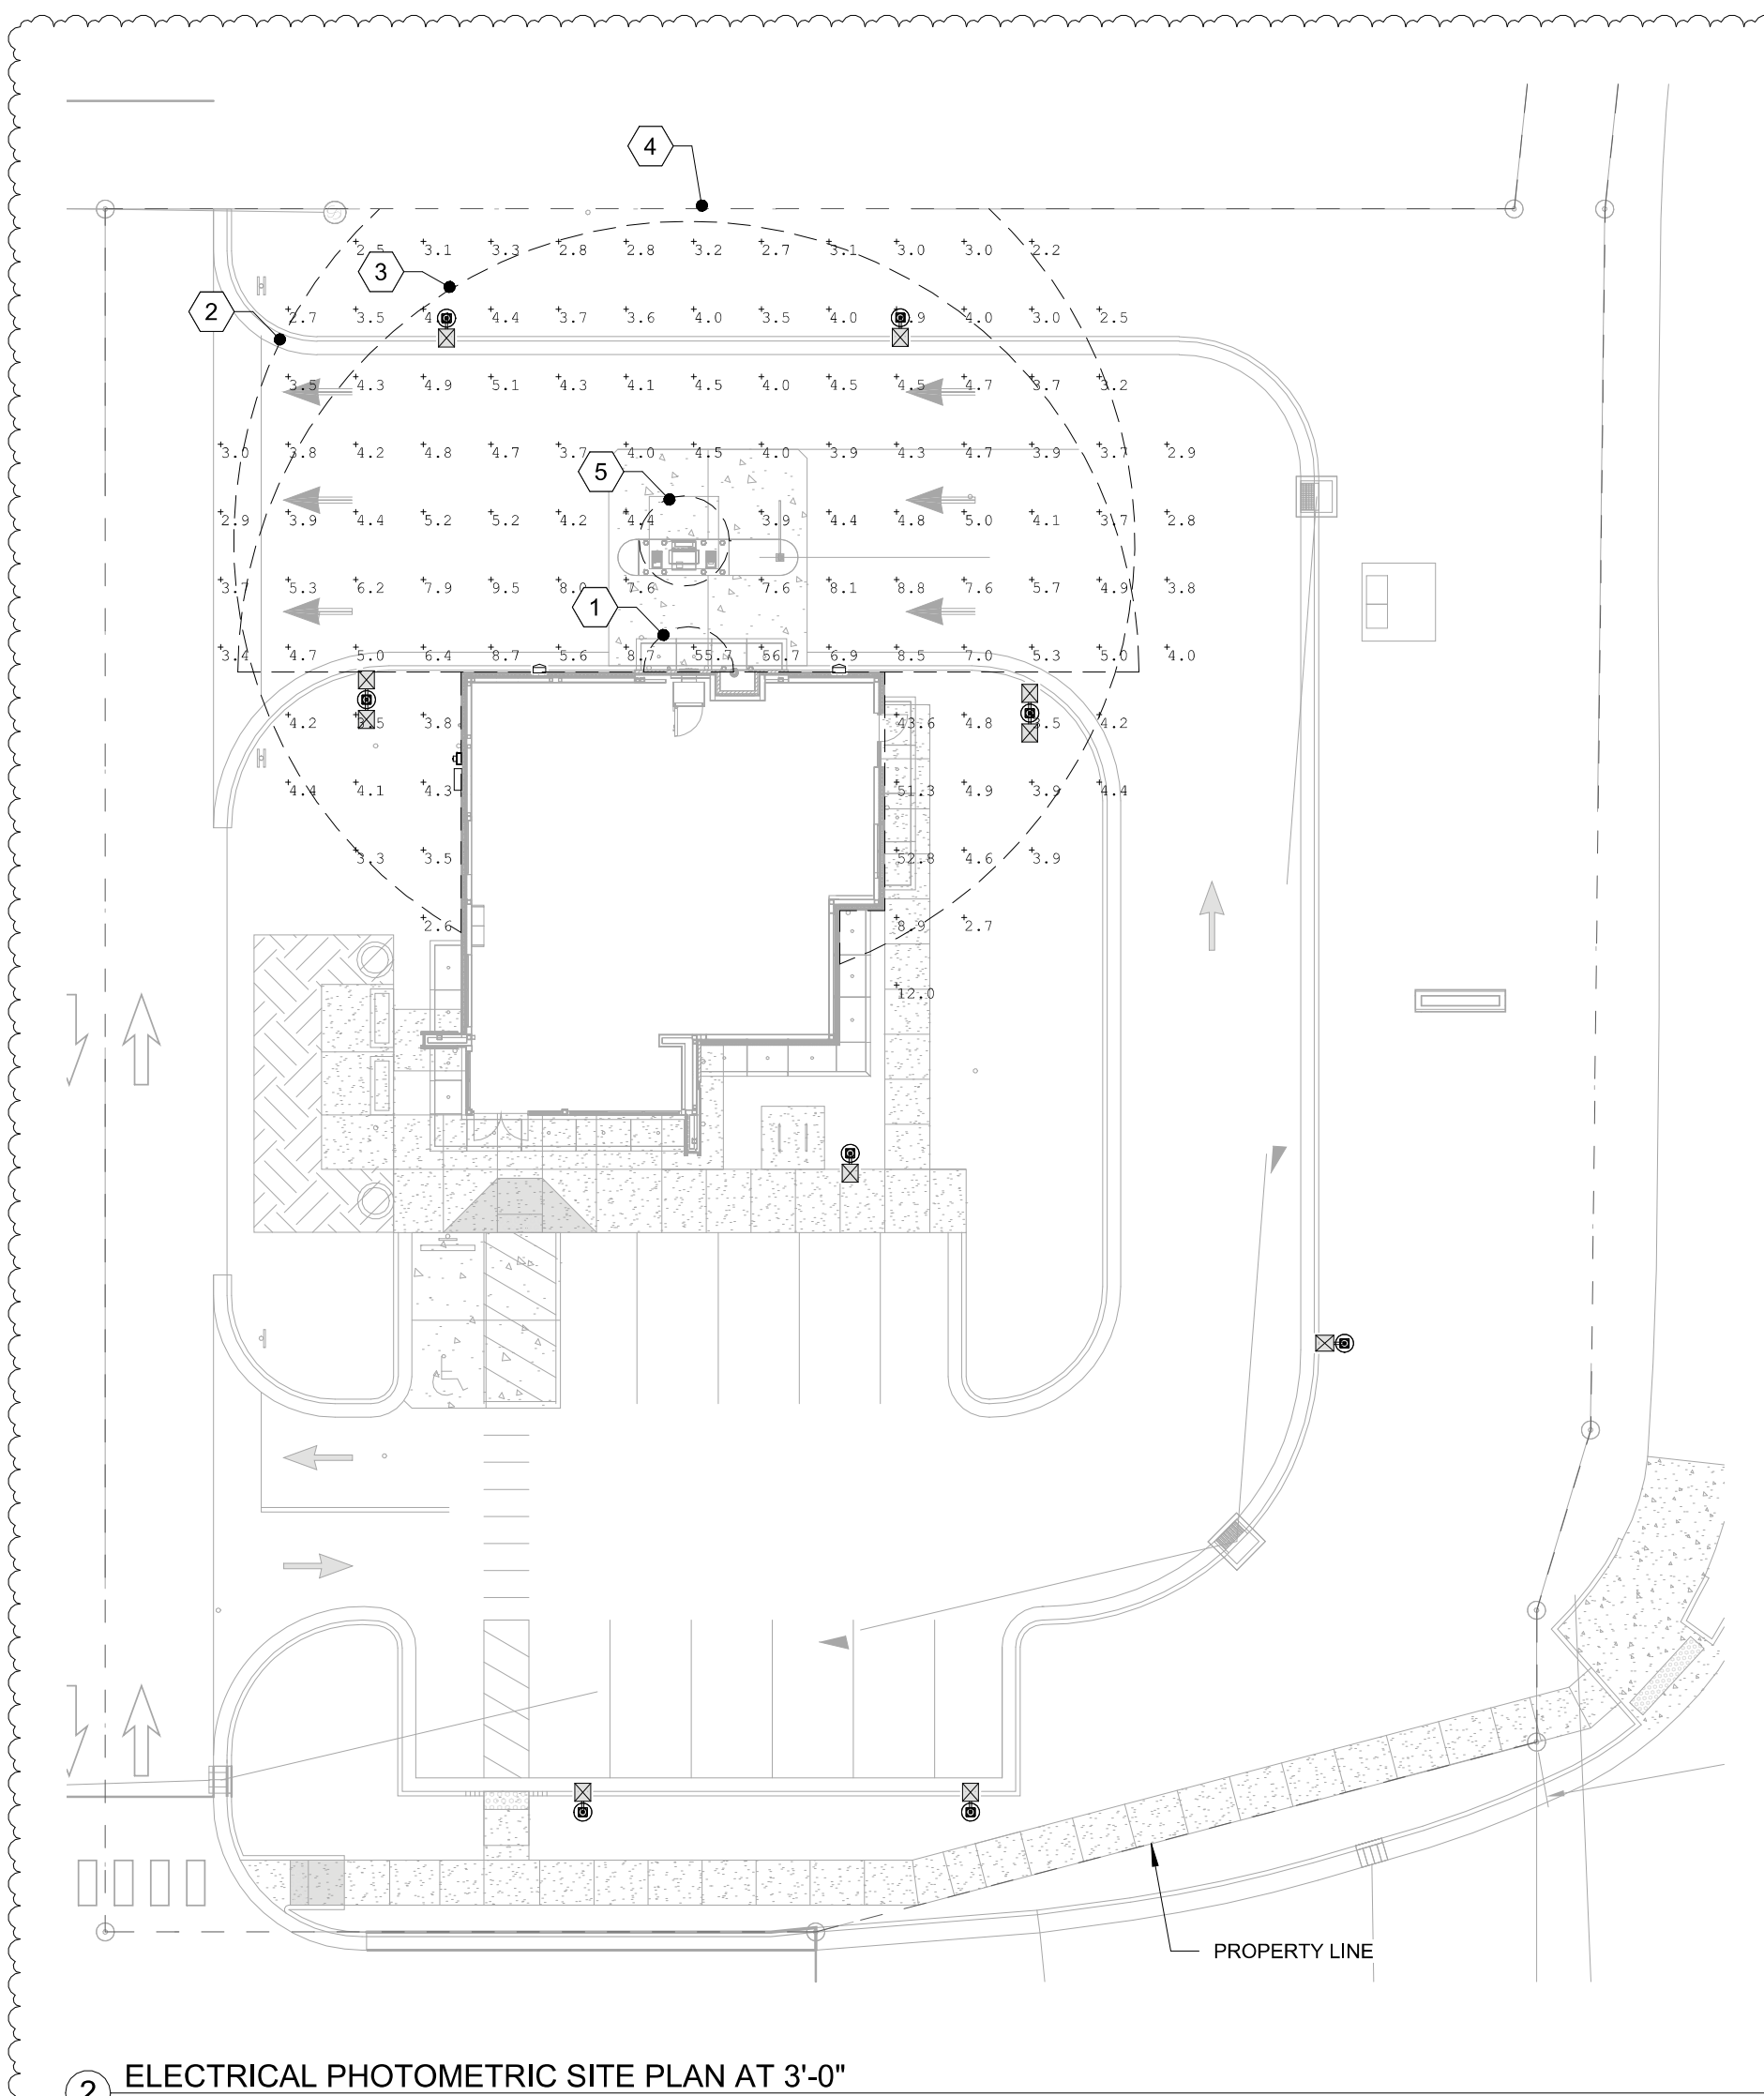 4
2.5 3.1 3.3 2.8 2.8 3.2 2.7 3.1 3.0 3.0 2.2
3
2
2.7 3.5 4.4 3.7 3.6 4.0 3.5 4.0 4.0 3.0 2.5
3.5 4.3 4.9 5.1 4.3 4.1 4.5 4.0 4.5 4.5 4.7 3.7 3.2
3.0 3.8 4.2 4.8 4.7 3.7 4.0 4.5 4.0 3.9 4.3 4.7 3.9 3.7 2.9
5
2.9 3.9 4.4 5.2 5.2 4.2 4.4 3.9 4.4 4.8 5.0 4.1 3.7 2.8
3.7 5.3 6.2 7.9 9.5 8.0 7.6 7.6 8.1 8.8 7.6 5.7 4.9 3.8
1
3.4 4.7 5.0 6.4 8.7 5.6 8.7 55.7 56.7 6.9 8.5 7.0 5.3 5.0 4.0
4.2 3.8 43.6 4.8 4.2
4.4 4.1 4.3 51.3 4.9 3.9 4.4
3.3 3.5 52.8 4.6 3.9
2.6 8.9 2.7
12.0
PROPERTY LINE
2 ELECTRICAL PHOTOMETRIC SITE PLAN AT 3'-0"